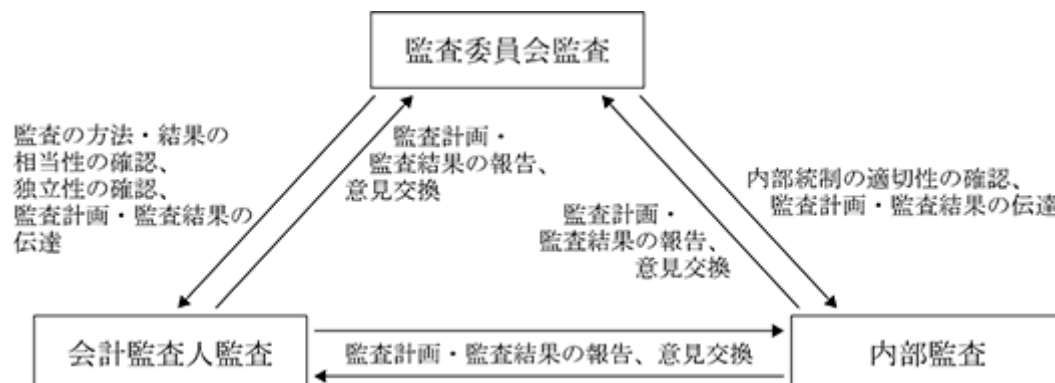 監査委員会監査
監査の方法・結果の
相当性の確認、
独立性の確認、
監査計画・監査結果の
伝達
監査計画・
監査結果の報告、
意見交換
監査計画・
監査結果の報告、
意見交換
内部統制の適切性の確認、
監査計画・監査結果の伝達
会計監査人監査
監査計画・監査結果の報告、意見交換
内部監査